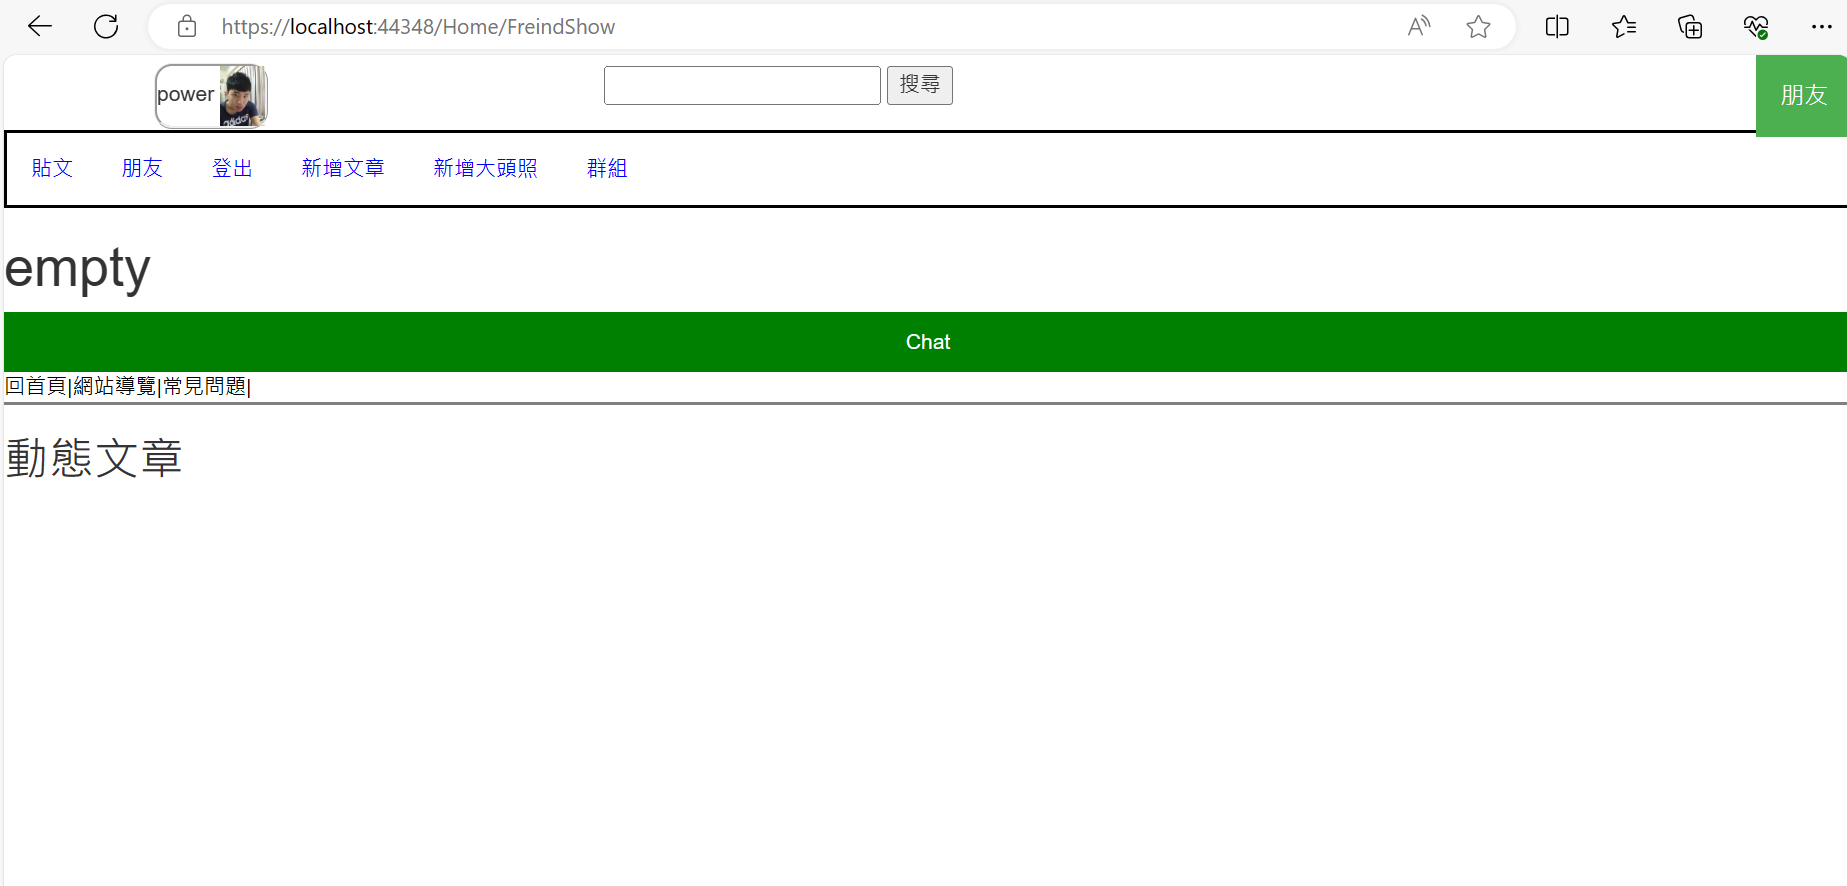 https://localhost:44348/Home/FreindShow
power
adidas
搜尋
朋友
貼文 朋友 登出 新增文章 新增大頭照 群組
empty
Chat
回首頁|網站導覽|常見問題|
動態文章